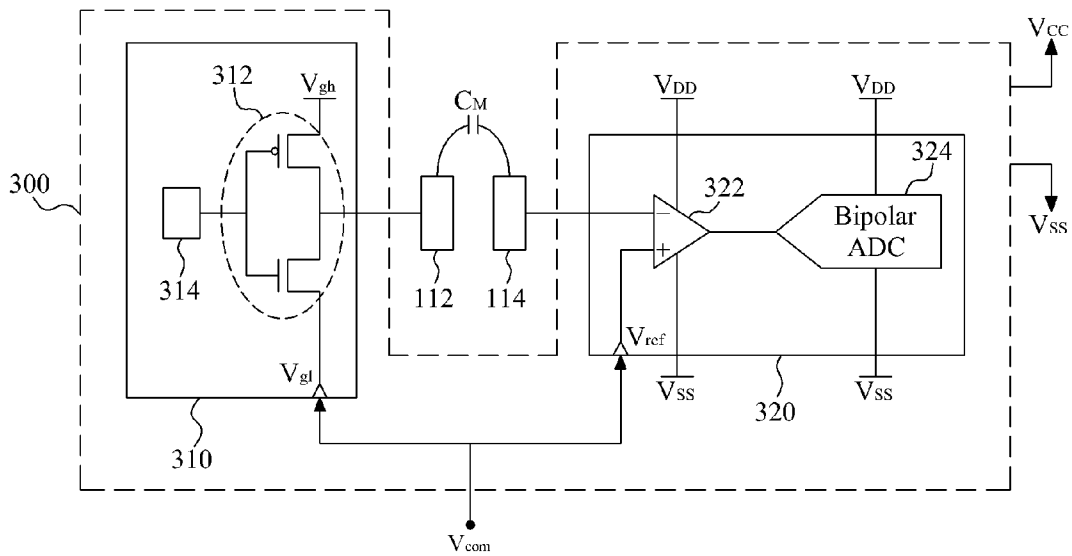 VCC
312
Vgh
CM
VDD
VDD
324
322
300
Bipolar
ADC
−
+
VSS
314
112
114
Vref
Vgl
VSS
VSS
320
310
Vcom